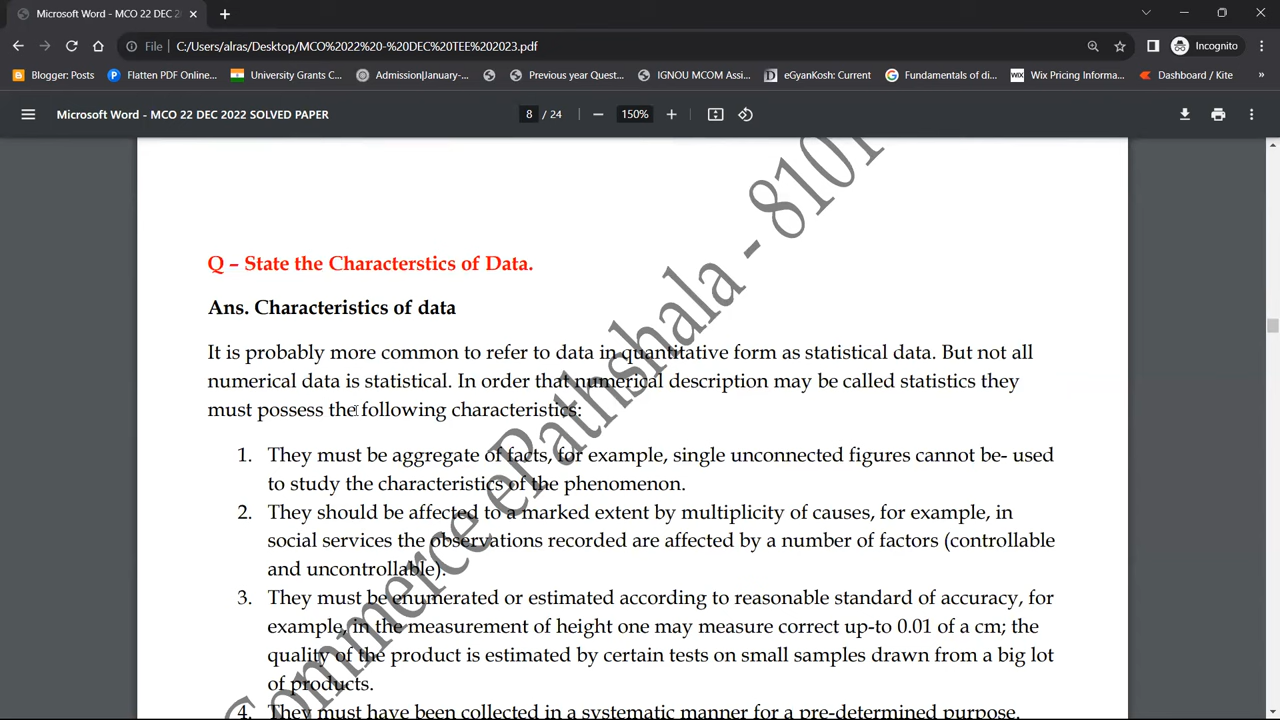 Microsoft Word - MCO 22 DEC 2
File C:/Users/alras/Desktop/MCO%2022%20-%20DEC%20TEE%202023.pdf Incognito
Blogger: Posts Flatten PDF Online... University Grants C... Admission|January-... Previous year Quest... IGNOU MCOM Assi... eGyanKosh: Current Fundamentals of di... Wix Pricing Informa... Dashboard / Kite »
Microsoft Word - MCO 22 DEC 2022 SOLVED PAPER 8 / 24 — 150% +
Q – State the Characterstics of Data.
Ans. Characteristics of data
It is probably more common to refer to data in quantitative form as statistical data. But not all
numerical data is statistical. In order that numerical description may be called statistics they
must possess the following characteristics:
1. They must be aggregate of facts, for example, single unconnected figures cannot be- used
to study the characteristics of the phenomenon.
2. They should be affected to a marked extent by multiplicity of causes, for example, in
social services the observations recorded are affected by a number of factors (controllable
and uncontrollable).
3. They must be enumerated or estimated according to reasonable standard of accuracy, for
example, in the measurement of height one may measure correct up-to 0.01 of a cm; the
quality of the product is estimated by certain tests on small samples drawn from a big lot
of products.
4. They must have been collected in a systematic manner for a pre-determined purpose.
Commerce ePathshala - 8101